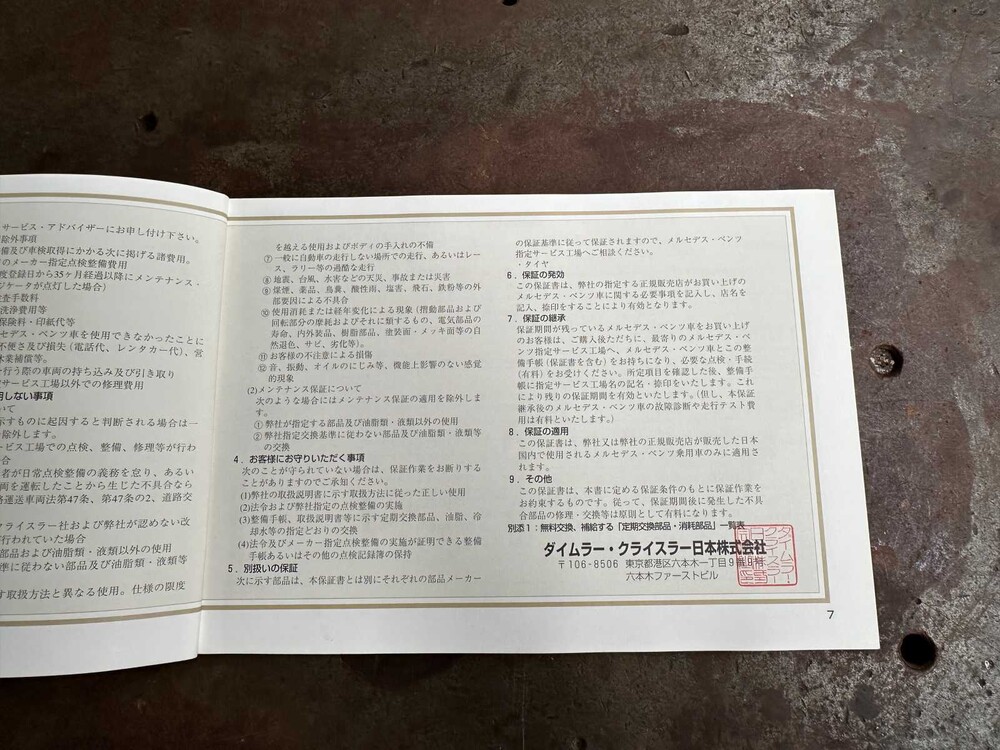 サービス・アドバイザーにお申し付け下さい。
除外事項
備及び車検取得にかかる次に掲げる諸費用。
のメーカー指定点検整備費用
度登録日から35ヶ月経過以降にメンテナンス・
ジケータが点灯した場合)
査手数料
洗浄費用等
保険料・印紙代等
セデス・ベンツ車を使用できなかったことに
不便さ及び損失(電話代、レンタカー代)、営
休業補償等。
を行う際の車両の持ち込み及び引き取り
サービス工場以外での修理費用
用しない事項
いて
示すものに起因すると判断される場合は一
を除外します。
ービス工場での点検、整備、修理等が行わ
合
者が日常点検整備の義務を怠り、あるい
両を運転したことから生じた不具合なら
路運送車両法第47条、第47条の2、道路交
クライスラー社および弊社が認めない改
行われていた場合
部品および油脂類・液類以外の使用
準に従わない部品及び油脂類・液類等
す取扱方法と異なる使用。仕様の限度
を越える使用およびボディの手入れの不備
⑦一般に自動車の走行しない場所での走行、あるいはレー
ス、ラリー等の過酷な走行
⑧地震、台風、水害などの天災、事故または災害
⑨煤煙、薬品、鳥糞、酸性雨、塩害、飛石、鉄粉等の外
部要因による不具合
⑩使用消耗または経年変化による現象(摺動部品および
回転部分の摩耗およびそれに類するもの、電気部品の
寿命、内外装品、樹脂部品、塗装面・メッキ面等の自
然退色、サビ、劣化等)。
⑪お客様の不注意による損傷
⑫音、振動、オイルのにじみ等、機能上影響のない感覚
的現象
(2)メンテナンス保証について
次のような場合にはメンテナンス保証の適用を除外しま
す。
①弊社が指定する部品及び油脂類・液類以外の使用
②弊社指定交換基準に従わない部品及び油脂類・液類等
の交換
4．お客様にお守りいただく事項
次のことが守られていない場合は、保証作業をお断りする
ことがありますのでご承知ください。
(1)弊社の取扱説明書に示す取扱方法に従った正しい使用
(2)法令および弊社指定の点検整備の実施
(3)整備手帳、取扱説明書等に示す定期交換部品、油脂、冷
却水等の指定どおりの交換
(4)法令及びメーカー指定点検整備の実施が証明できる整備
手帳あるいはその他の点検記録簿の保持
5．別扱いの保証
次に示す部品は、本保証書とは別にそれぞれの部品メーカー
の保証基準に従って保証されますので、メルセデス・ベンツ
指定サービス工場へご相談ください。
・タイヤ
6．保証の発効
この保証書は、弊社の指定する正規販売店がお買い上げの
メルセデス・ベンツ車に関する必要事項を記入し、店名を
記入、捺印をすることにより有効となります。
7．保証の継承
保証期間が残っているメルセデス・ベンツ車をお買い上げ
のお客様は、ご購入後ただちに、最寄りのメルセデス・ベ
ンツ指定サービス工場へ、メルセデス・ベンツ車とこの整
備手帳(保証書を含む)をお持ちになり、必要な点検・手続
(有料)をお受けください。所定項目を確認した後、整備手
帳に指定サービス工場名の記名・捺印をいたします。これ
により残りの保証期間を有効といたします。(但し、本保証
継承後のメルセデス・ベンツ車の故障診断や走行テスト費
用は有料といたします。)
8．保証の適用
この保証書は、弊社又は弊社の正規販売店が販売した日本
国内で使用されるメルセデス・ベンツ乗用車のみに適用さ
れます。
9．その他
この保証書は、本書に定める保証条件のもとに保証作業を
お約束するものです。従って、保証期間後に発生した不具
合部品の修理・交換等は原則として有料になります。
別添1：無料交換、補給する「定期交換部品・消耗部品」一覧表
ダイムラー・クライスラー日本株式会社
〒106-8506 東京都港区六本木一丁目9番9号
六本木ファーストビル
7